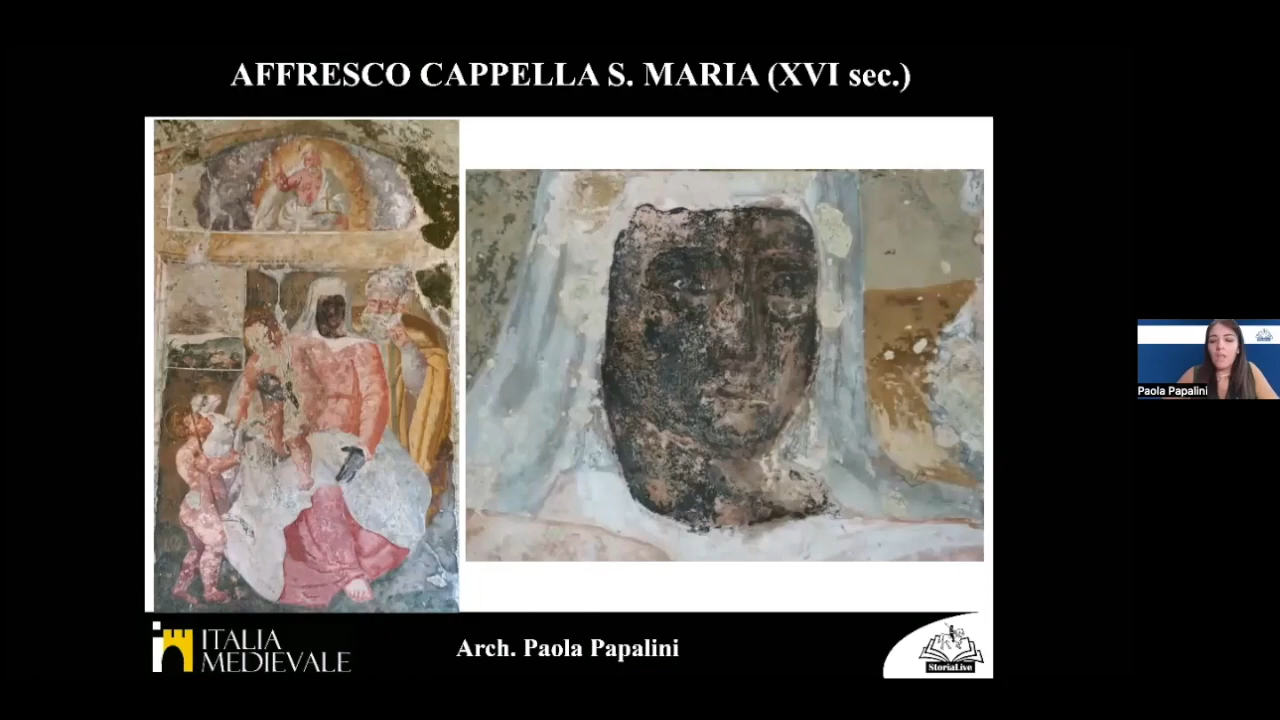 AFFRESCO CAPPELLA S. MARIA (XVI sec.)
Paola Papalini
ITALIA
MEDIEVALE
Arch. Paola Papalini
StoriaLive